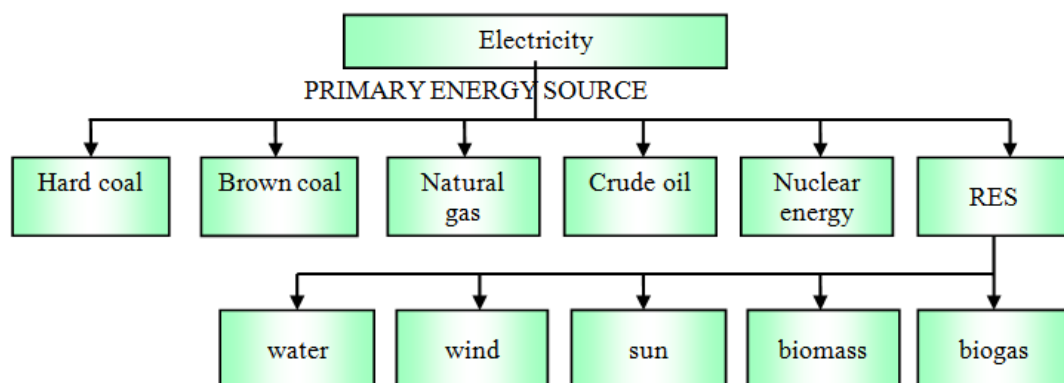 Electricity
PRIMARY ENERGY SOURCE
Hard coal
Brown coal
Natural
gas
Crude oil
Nuclear
energy
RES
water
wind
sun
biomass
biogas